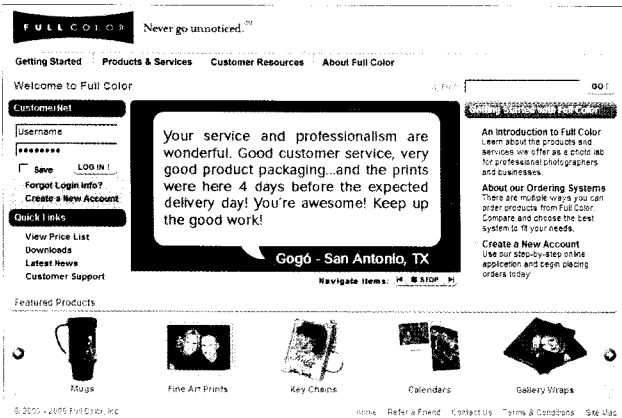 FULLCOLOR Never go unnoticed.™
Getting Started Products & Services Customer Resources About Full Color
Welcome to Full Color
GO !
CustomerNet
Username
Save LOG IN !
Forgot Login Info?
Create a New Account
Quick Links
View Price List
Downloads
Latest News
Customer Support
Your service and professionalism are
wonderful. Good customer service, very
good product packaging...and the prints
were here 4 days before the expected
delivery day! You're awesome! Keep up
the good work!
Gogó - San Antonio, TX
Navigate Items: STOP
Getting Started with Full Color
An Introduction to Full Color
Learn about the products and
services we offer as a photo lab
for professional photographers
and businesses.
About our Ordering Systems
There are multiple ways you can
order products from Full Color.
Compare and choose the best
system to fit your needs.
Create a New Account
Use our step-by-step online
application and begin placing
orders today
Featured Products
Mugs Fine Art Prints Key Chains Calendars Gallery Wraps
Full Color, Inc Home Refer a Friend Contact Us Terms & Conditions Site Map